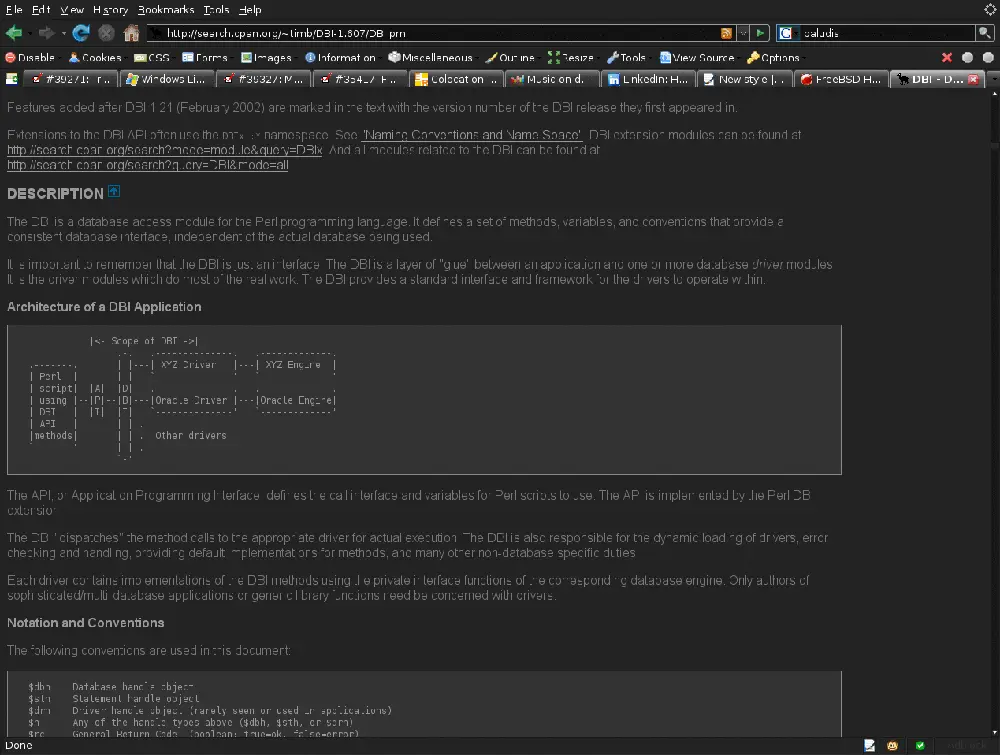 File Edit View History Bookmarks Tools Help
http://search.cpan.org/~timb/DBI-1.607/DBI.pm paludis
Disable Cookies CSS Forms Images Information Miscellaneous Outline Resize Tools View Source Options
#39271: Windows Li... #39327: M... Colocation ... Music on d... LinkedIn: H... New style [... FreeBSD H... DBI - D...
Features added after DBI 1.21 (February 2002) are marked in the text with the version number of the DBI release they first appeared in.
Extensions to the DBI API often use the namespace. See "Naming Conventions and Name Space". DBI extension modules can be found at
http://search.cpan.org/search?mode=module&query=DBIx. And all modules related to the DBI can be found at
http://search.cpan.org/search?query=DBI&mode=all
DESCRIPTION
The DBI is a database access module for the Perl programming language. It defines a set of methods, variables, and conventions that provide a
consistent database interface, independent of the actual database being used.
It is important to remember that the DBI is just an interface. The DBI is a layer of "glue" between an application and one or more database driver modules.
It is the driver modules which do most of the real work. The DBI provides a standard interface and framework for the drivers to operate within.
Architecture of a DBI Application
|<- Scope of DBI ->|
.-. .--------------. .-------------.
.-------. | |---| XYZ Driver |---| XYZ Engine |
| Perl | | | `--------------' `-------------'
| script| |A| |D| .--------------. .-------------.
| using |--|P|--|B|---|Oracle Driver |---|Oracle Engine|
| DBI | |I| |I| `--------------' `-------------'
| API | | |...
|methods| | |... Other drivers
`-------' | |...
`-'
The API, or Application Programming Interface, defines the call interface and variables for Perl scripts to use. The API is implemented by the Perl DBI
extension.
The DBI "dispatches" the method calls to the appropriate driver for actual execution. The DBI is also responsible for the dynamic loading of drivers, error
checking and handling, providing default implementations for methods, and many other non-database specific duties.
Each driver contains implementations of the DBI methods using the private interface functions of the corresponding database engine. Only authors of
sophisticated/multi-database applications or generic library functions need be concerned with drivers.
Notation and Conventions
The following conventions are used in this document:
$dbh Database handle object
$sth Statement handle object
$drh Driver handle object (rarely seen or used in applications)
$h Any of the handle types above ($dbh, $sth, or $drh)
$rc General Return Code (boolean: true=ok, false=error)
Done